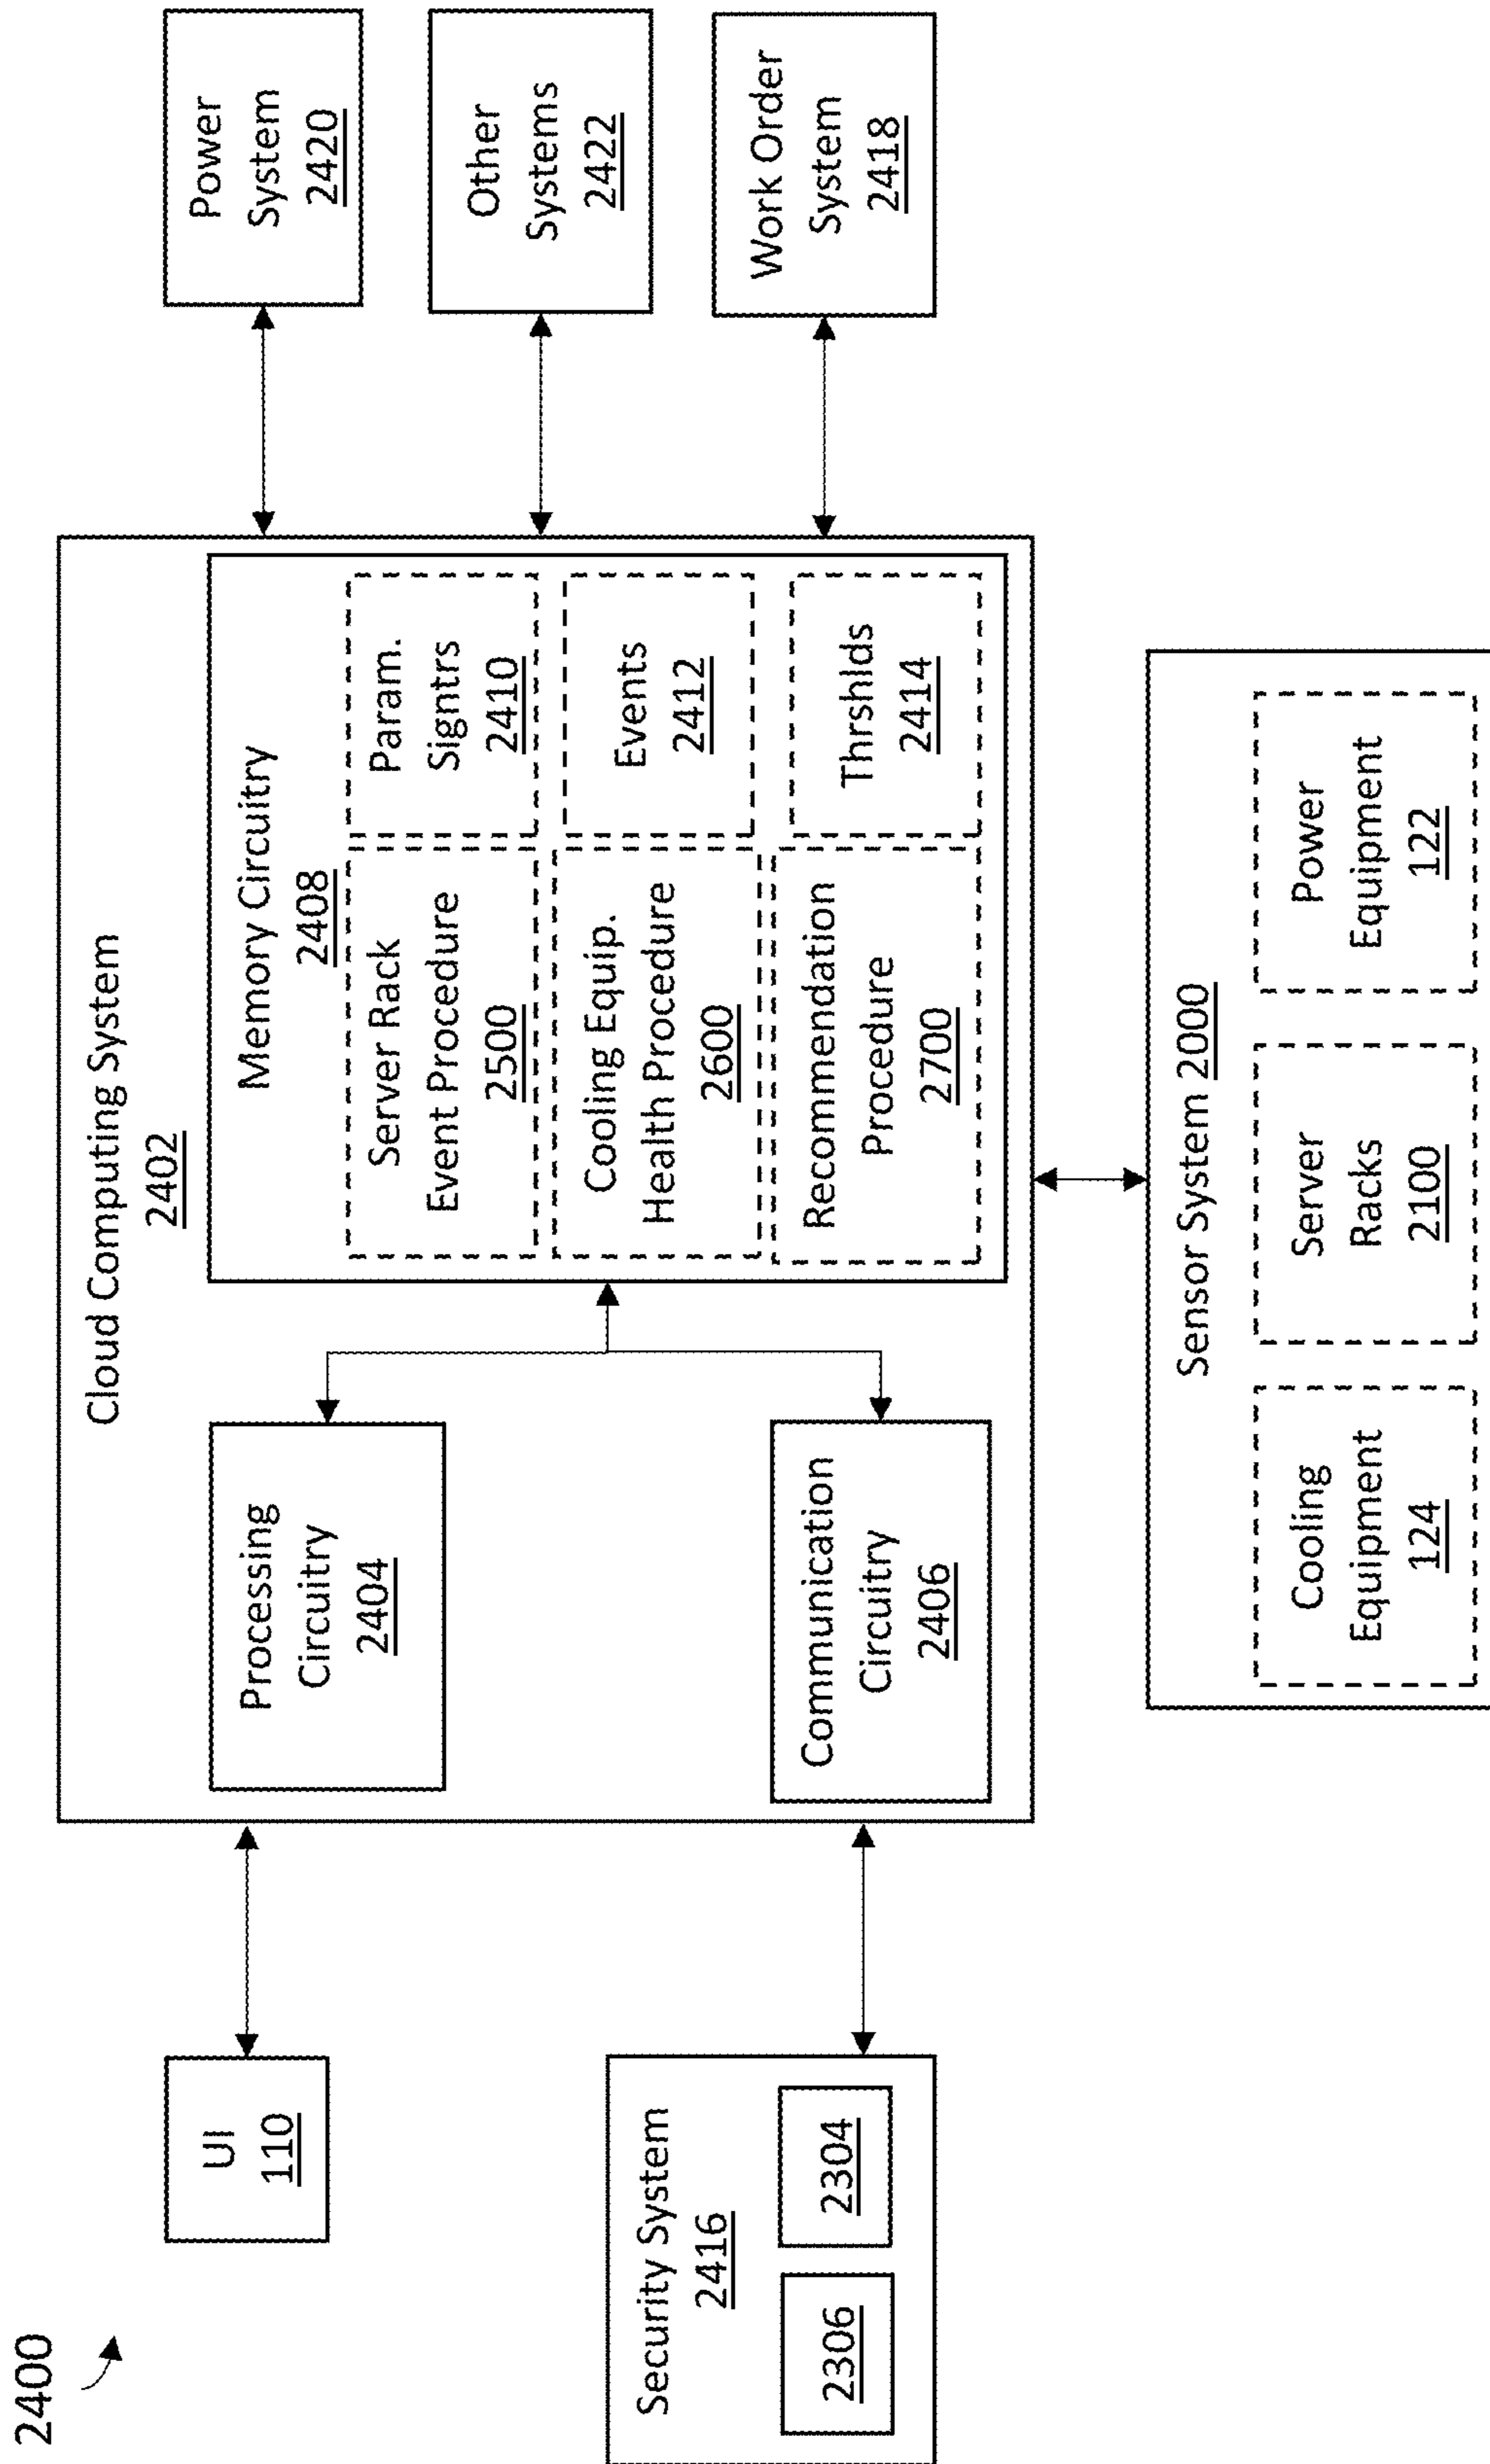 2400
UI
110
Security System
2416
2306
2304
Cloud Computing System
2402
Processing
Circuitry
2404
Communication
Circuitry
2406
Memory Circuitry
2408
Server Rack
Event Procedure
2500
Param.
Signtrs
2410
Cooling Equip.
Health Procedure
2600
Events
2412
Recommendation
Procedure
2700
Thrshlds
2414
Power
System
2420
Other
Systems
2422
Work Order
System
2418
Sensor System 2000
Cooling
Equipment
124
Server
Racks
2100
Power
Equipment
122